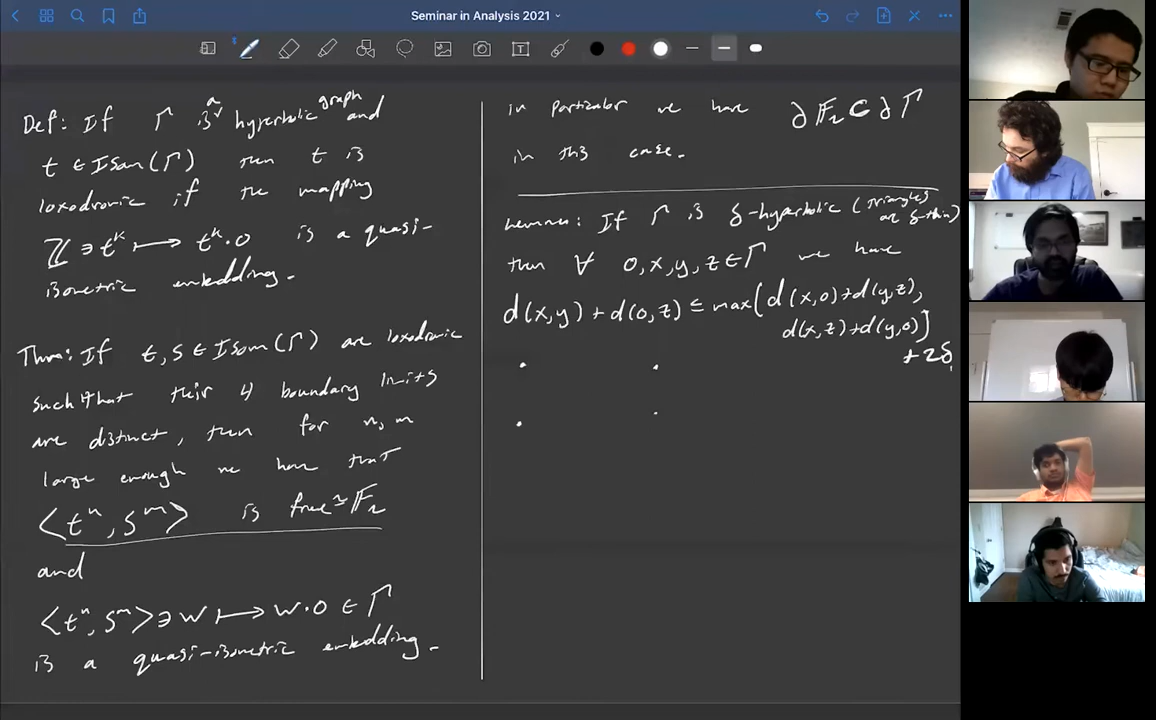 Seminar in Analysis 2021
Def: If Γ is a hyperbolic graph and
t ∈ Isom(Γ) then t is
loxodromic if the mapping
ℤ ∋ t^k ⟼ t^k·o is a quasi-
isometric embedding.
Thm: If t, s ∈ Isom(Γ) are loxodromic
such that their 4 boundary limits
are distinct, then for n, m
large enough we have that
<t^n, s^m> is free ≃ 𝔽₂
and
<t^n, s^m> ∋ w ⟼ w·o ∈ Γ
is a quasi-isometric embedding.
in particular we have ∂𝔽₂ ⊂ ∂Γ
in this case.
Lemma: If Γ is δ-hyperbolic (triangles
are δ-thin)
then ∀ o,x,y,z ∈ Γ we have
d(x,y) + d(o,z) ≤ max(d(x,o)+d(y,z),
d(x,z)+d(y,o))
+2δ